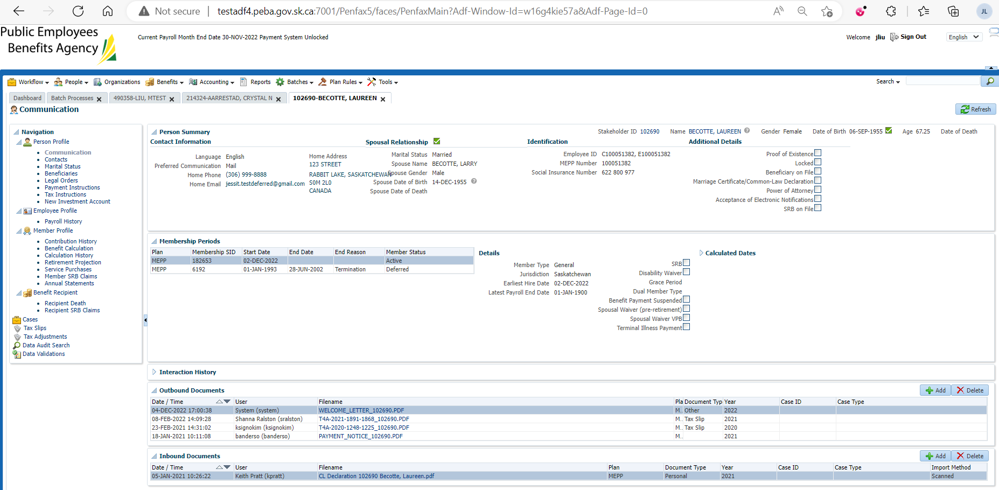 Not secure | testadf4.peba.gov.sk.ca:7001/Penfax5/faces/PenfaxMain?Adf-Window-Id=w16g4kie57a&Adf-Page-Id=0
JL
Public Employees
Benefits Agency
Current Payroll Month End Date 30-NOV-2022 Payment System Unlocked
Welcome jliu Sign Out English
Workflow People Organizations Benefits Accounting Reports Batches Plan Rules Tools Search
Dashboard Batch Processes 490358-LIU, MTEST 214324-AARRESTAD, CRYSTAL N 102690-BECOTTE, LAUREEN
Communication
Refresh
Navigation
Person Profile
Communication
Contacts
Marital Status
Beneficiaries
Legal Orders
Payment Instructions
Tax Instructions
New Investment Account
Employee Profile
Payroll History
Member Profile
Contribution History
Benefit Calculation
Calculation History
Retirement Projection
Service Purchases
Member SRB Claims
Annual Statements
Benefit Recipient
Recipient Death
Recipient SRB Claims
Cases
Tax Slips
Tax Adjustments
Data Audit Search
Data Validations
Person Summary
Stakeholder ID 102690 Name BECOTTE, LAUREEN Gender Female Date of Birth 06-SEP-1955 Age 67.25 Date of Death
Contact Information
Language English
Preferred Communication Mail
Home Phone (306) 999-8888
Home Email jessit.testdeferred@gmail.com
Home Address
123 STREET
RABBIT LAKE, SASKATCHEWAN
S0M 2L0
CANADA
Spousal Relationship
Marital Status Married
Spouse Name BECOTTE, LARRY
Spouse Gender Male
Spouse Date of Birth 14-DEC-1955
Spouse Date of Death
Identification
Employee ID C100051382, E100051382
MEPP Number 100051382
Social Insurance Number 622 800 977
Additional Details
Proof of Existence
Locked
Beneficiary on File
Marriage Certificate/Common-Law Declaration
Power of Attorney
Acceptance of Electronic Notifications
SRB on File
Membership Periods
Plan Membership SID Start Date End Date End Reason Member Status
MEPP 182653 02-DEC-2022 Active
MEPP 6192 01-JAN-1993 28-JUN-2002 Termination Deferred
Details
Member Type General
Jurisdiction Saskatchewan
Earliest Hire Date 02-DEC-2022
Latest Payroll End Date 01-JAN-1900
SRB
Disability Waiver
Grace Period
Dual Member Type
Benefit Payment Suspended
Spousal Waiver (pre-retirement)
Spousal Waiver VPB
Terminal Illness Payment
Calculated Dates
Interaction History
Outbound Documents
Add Delete
Date / Time User Filename Pla Document Typ Year Case ID Case Type
04-DEC-2022 17:00:38 System (system) WELCOME_LETTER_102690.PDF M.. Other 2022
08-FEB-2022 14:09:28 Shanna Ralston (sralston) T4A-2021-1891-1868_102690.PDF M.. Tax Slip 2021
23-FEB-2021 14:31:02 ksignokim (ksignokim) T4A-2020-1248-1225_102690.PDF M.. Tax Slip 2020
18-JAN-2021 10:11:08 banderso (banderso) PAYMENT_NOTICE_102690.PDF M.. 2021
Inbound Documents
Add Delete
Date / Time User Filename Plan Document Type Year Case ID Case Type Import Method
05-JAN-2021 10:26:22 Keith Pratt (kpratt) CL Declaration 102690 Becotte, Laureen.pdf MEPP Personal 2021 Scanned